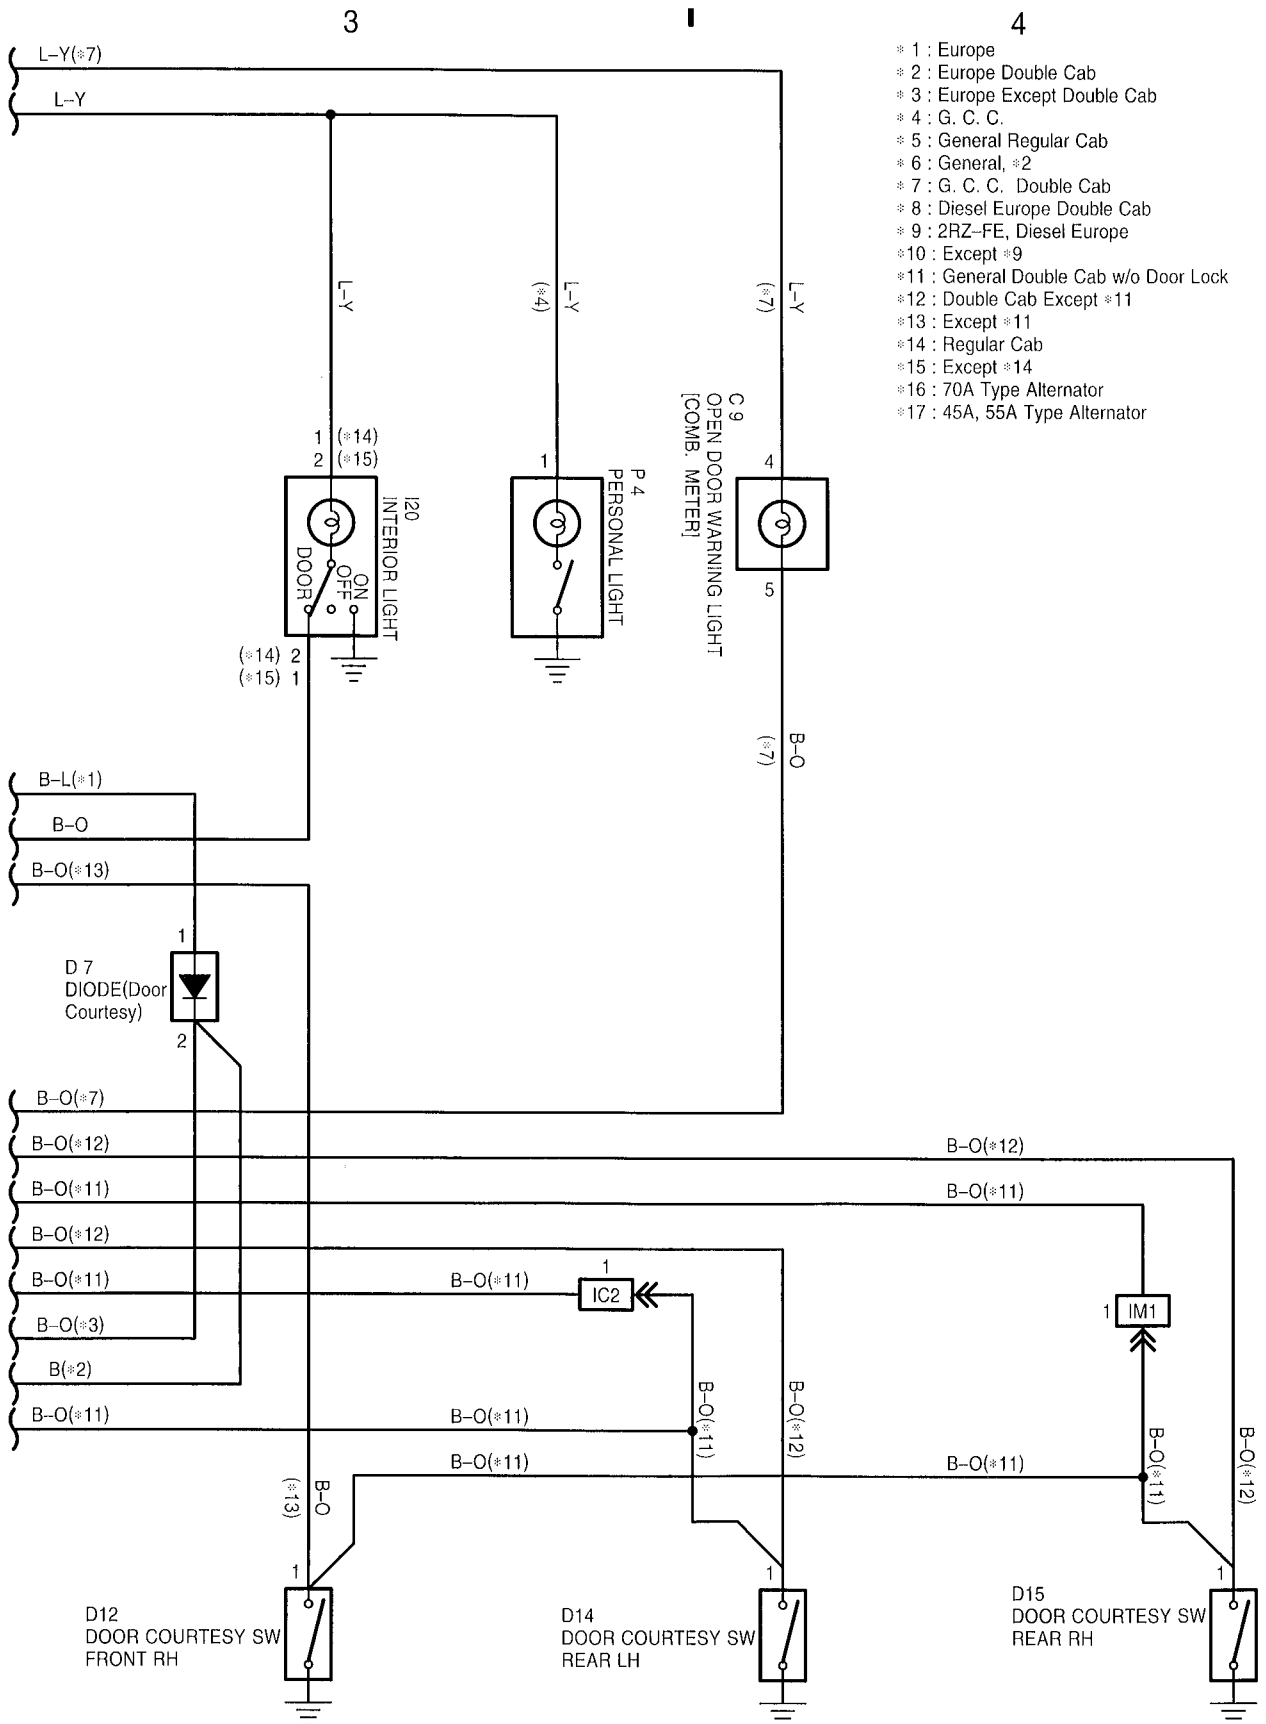 3
4
L–Y(*7)
L–Y
* 1 : Europe
* 2 : Europe Double Cab
* 3 : Europe Except Double Cab
* 4 : G. C. C.
* 5 : General Regular Cab
* 6 : General, *2
* 7 : G. C. C. Double Cab
* 8 : Diesel Europe Double Cab
* 9 : 2RZ–FE, Diesel Europe
*10 : Except *9
*11 : General Double Cab w/o Door Lock
*12 : Double Cab Except *11
*13 : Except *11
*14 : Regular Cab
*15 : Except *14
*16 : 70A Type Alternator
*17 : 45A, 55A Type Alternator
L–Y
L–Y
(*4)
L–Y
(*7)
1 (*14)
2 (*15)
I20
INTERIOR LIGHT
DOOR
OFF
ON
(*14) 2
(*15) 1
1
P 4
PERSONAL LIGHT
C 9
OPEN DOOR WARNING LIGHT
[COMB. METER]
4
5
B–O
(*7)
B–L(*1)
B–O
B–O(*13)
1
D 7
DIODE(Door
Courtesy)
2
B–O(*7)
B–O(*12)
B–O(*12)
B–O(*11)
B–O(*11)
B–O(*12)
B–O(*11)
B–O(*11)
1
IC2
1
IM1
B–O(*3)
B(*2)
B–O(*11)
B–O(*11)
B–O(*11)
B–O(*12)
B–O(*11)
B–O(*11)
B–O(*11)
B–O(*12)
B–O
(*13)
1
D12
DOOR COURTESY SW
FRONT RH
1
D14
DOOR COURTESY SW
REAR LH
1
D15
DOOR COURTESY SW
REAR RH